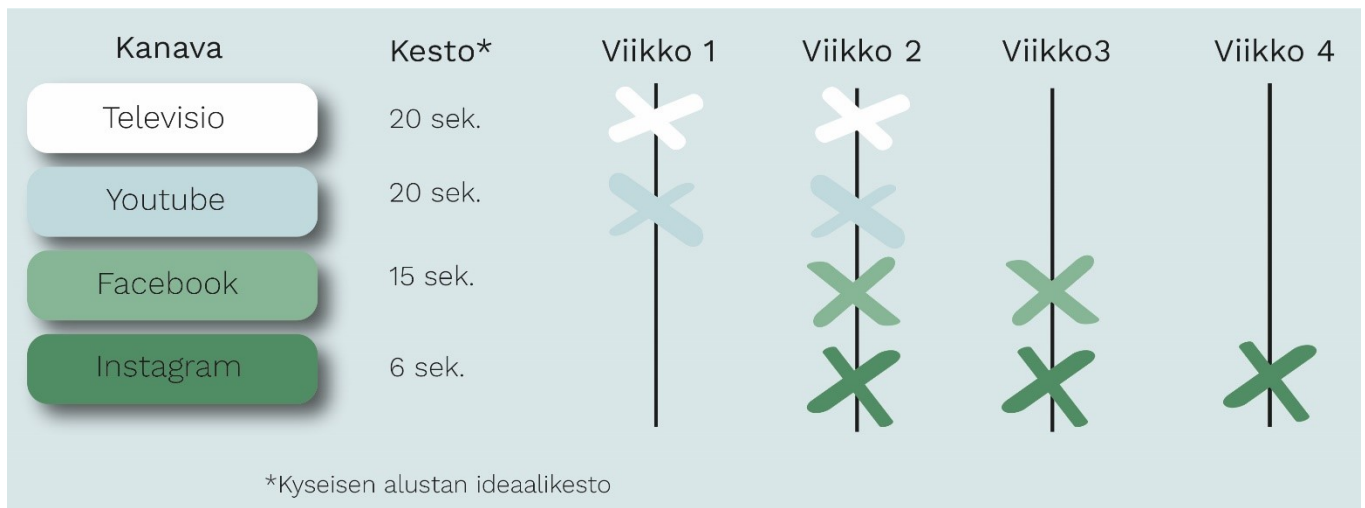 Kanava Kesto* Viikko 1 Viikko 2 Viikko3 Viikko 4
Televisio 20 sek.
Youtube 20 sek.
Facebook 15 sek.
Instagram 6 sek.
*Kyseisen alustan ideaalikesto